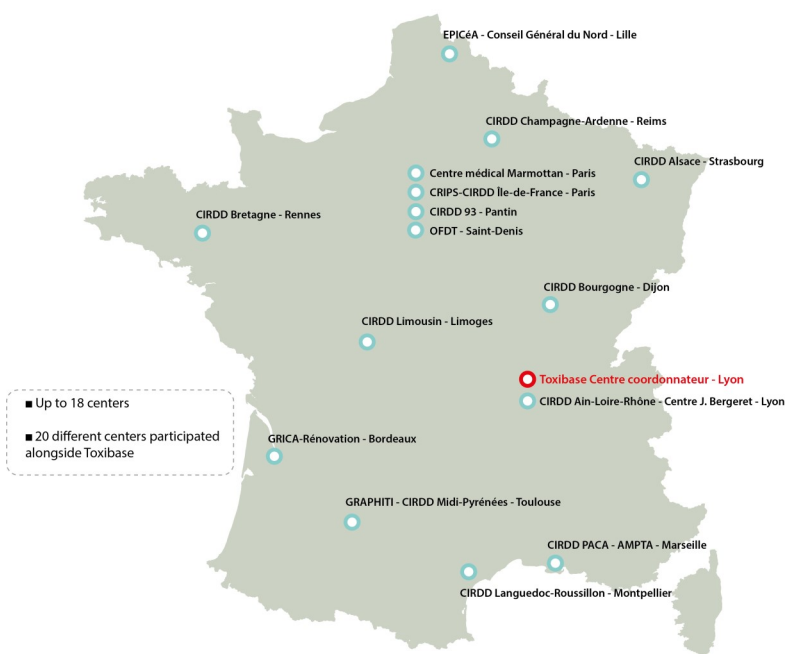 EPICéA - Conseil Général du Nord - Lille
CIRDD Champagne-Ardenne - Reims
CIRDD Alsace - Strasbourg
Centre médical Marmottan - Paris
CRIPS-CIRDD Île-de-France - Paris
CIRDD 93 - Pantin
OFDT - Saint-Denis
CIRDD Bretagne - Rennes
CIRDD Bourgogne - Dijon
CIRDD Limousin - Limoges
Toxibase Centre coordonnateur - Lyon
CIRDD Ain-Loire-Rhône - Centre J. Bergeret - Lyon
■ Up to 18 centers
■ 20 different centers participated
alongside Toxibase
GRICA-Rénovation - Bordeaux
GRAPHITI - CIRDD Midi-Pyrénées - Toulouse
CIRDD PACA - AMPTA - Marseille
CIRDD Languedoc-Roussillon - Montpellier